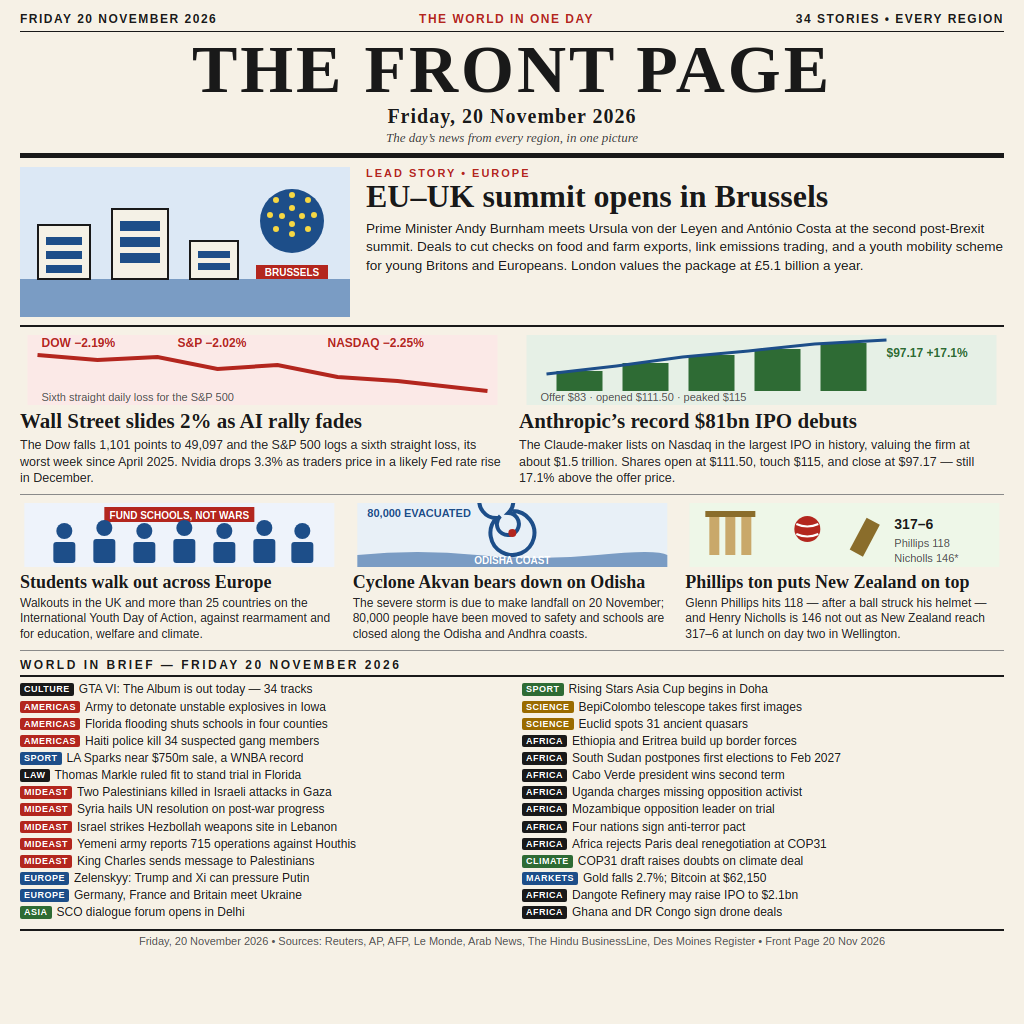 FRIDAY 20 NOVEMBER 2026
THE WORLD IN ONE DAY
34 STORIES • EVERY REGION
THE FRONT PAGE
Friday, 20 November 2026
The day’s news from every region, in one picture
BRUSSELS
LEAD STORY • EUROPE
EU–UK summit opens in Brussels
Prime Minister Andy Burnham meets Ursula von der Leyen and António Costa at the second post-Brexit
summit. Deals to cut checks on food and farm exports, link emissions trading, and a youth mobility scheme
for young Britons and Europeans. London values the package at £5.1 billion a year.
DOW −2.19%
S&P −2.02%
NASDAQ −2.25%
Sixth straight daily loss for the S&P 500
Wall Street slides 2% as AI rally fades
The Dow falls 1,101 points to 49,097 and the S&P 500 logs a sixth straight loss, its
worst week since April 2025. Nvidia drops 3.3% as traders price in a likely Fed rate rise
in December.
$97.17 +17.1%
Offer $83 · opened $111.50 · peaked $115
Anthropic’s record $81bn IPO debuts
The Claude-maker lists on Nasdaq in the largest IPO in history, valuing the firm at
about $1.5 trillion. Shares open at $111.50, touch $115, and close at $97.17 — still
17.1% above the offer price.
FUND SCHOOLS, NOT WARS
Students walk out across Europe
Walkouts in the UK and more than 25 countries on the
International Youth Day of Action, against rearmament and
for education, welfare and climate.
80,000 EVACUATED
ODISHA COAST
Cyclone Akvan bears down on Odisha
The severe storm is due to make landfall on 20 November;
80,000 people have been moved to safety and schools are
closed along the Odisha and Andhra coasts.
317–6
Phillips 118
Nicholls 146*
Phillips ton puts New Zealand on top
Glenn Phillips hits 118 — after a ball struck his helmet —
and Henry Nicholls is 146 not out as New Zealand reach
317–6 at lunch on day two in Wellington.
WORLD IN BRIEF — FRIDAY 20 NOVEMBER 2026
CULTURE GTA VI: The Album is out today — 34 tracks
AMERICAS Army to detonate unstable explosives in Iowa
AMERICAS Florida flooding shuts schools in four counties
AMERICAS Haiti police kill 34 suspected gang members
SPORT LA Sparks near $750m sale, a WNBA record
LAW Thomas Markle ruled fit to stand trial in Florida
MIDEAST Two Palestinians killed in Israeli attacks in Gaza
MIDEAST Syria hails UN resolution on post-war progress
MIDEAST Israel strikes Hezbollah weapons site in Lebanon
MIDEAST Yemeni army reports 715 operations against Houthis
MIDEAST King Charles sends message to Palestinians
EUROPE Zelenskyy: Trump and Xi can pressure Putin
EUROPE Germany, France and Britain meet Ukraine
ASIA SCO dialogue forum opens in Delhi
SPORT Rising Stars Asia Cup begins in Doha
SCIENCE BepiColombo telescope takes first images
SCIENCE Euclid spots 31 ancient quasars
AFRICA Ethiopia and Eritrea build up border forces
AFRICA South Sudan postpones first elections to Feb 2027
AFRICA Cabo Verde president wins second term
AFRICA Uganda charges missing opposition activist
AFRICA Mozambique opposition leader on trial
AFRICA Four nations sign anti-terror pact
AFRICA Africa rejects Paris deal renegotiation at COP31
CLIMATE COP31 draft raises doubts on climate deal
MARKETS Gold falls 2.7%; Bitcoin at $62,150
AFRICA Dangote Refinery may raise IPO to $2.1bn
AFRICA Ghana and DR Congo sign drone deals
Friday, 20 November 2026 • Sources: Reuters, AP, AFP, Le Monde, Arab News, The Hindu BusinessLine, Des Moines Register • Front Page 20 Nov 2026